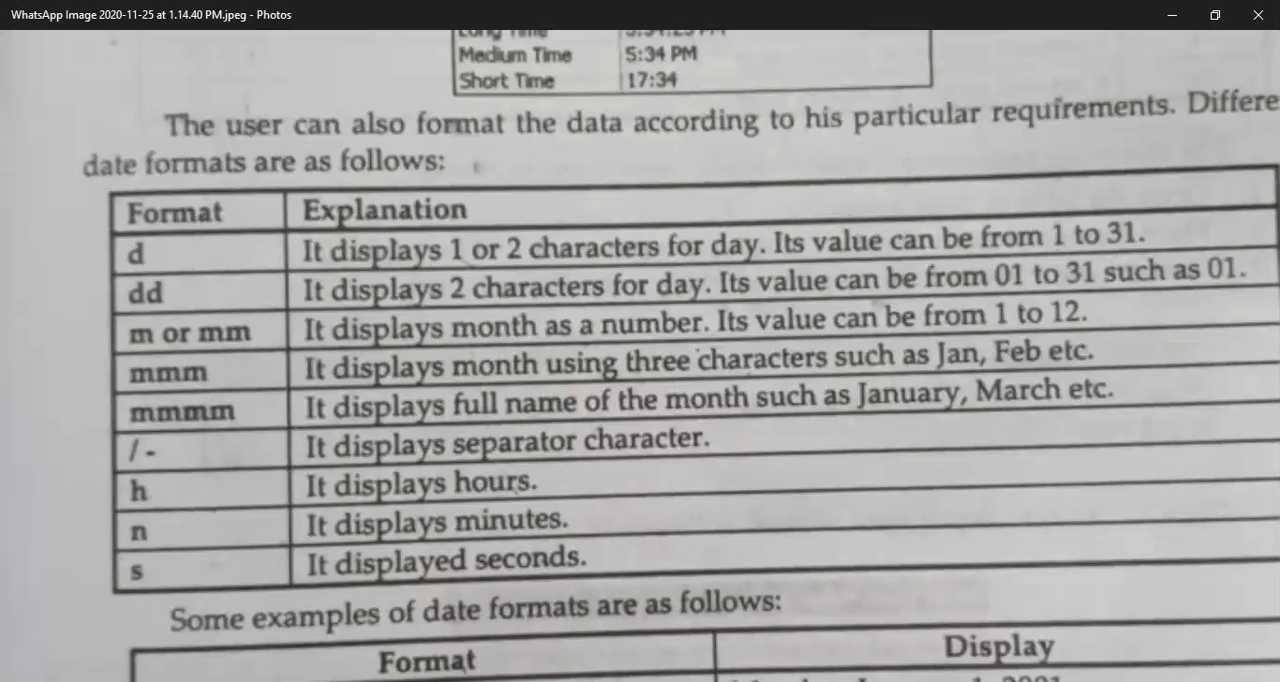 WhatsApp Image 2020-11-25 at 1.14.40 PM.jpeg - Photos
Long Time
Medium Time 5:34 PM
Short Time 17:34
The user can also format the data according to his particular requirements. Differe
date formats are as follows:
Format Explanation
d It displays 1 or 2 characters for day. Its value can be from 1 to 31.
dd It displays 2 characters for day. Its value can be from 01 to 31 such as 01.
m or mm It displays month as a number. Its value can be from 1 to 12.
mmm It displays month using three characters such as Jan, Feb etc.
mmmm It displays full name of the month such as January, March etc.
/ - It displays separator character.
h It displays hours.
n It displays minutes.
s It displayed seconds.
Some examples of date formats are as follows:
Format Display